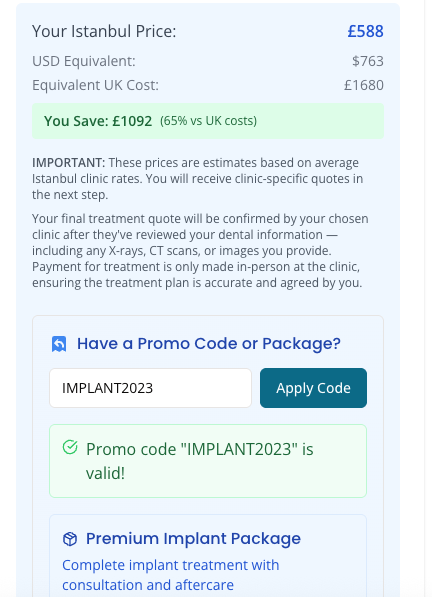 Your Istanbul Price: £588
USD Equivalent: $763
Equivalent UK Cost: £1680
You Save: £1092 (65% vs UK costs)
IMPORTANT: These prices are estimates based on average
Istanbul clinic rates. You will receive clinic-specific quotes in
the next step.
Your final treatment quote will be confirmed by your chosen
clinic after they've reviewed your dental information —
including any X-rays, CT scans, or images you provide.
Payment for treatment is only made in-person at the clinic,
ensuring the treatment plan is accurate and agreed by you.
Have a Promo Code or Package?
IMPLANT2023 Apply Code
Promo code "IMPLANT2023" is
valid!
Premium Implant Package
Complete implant treatment with
consultation and aftercare